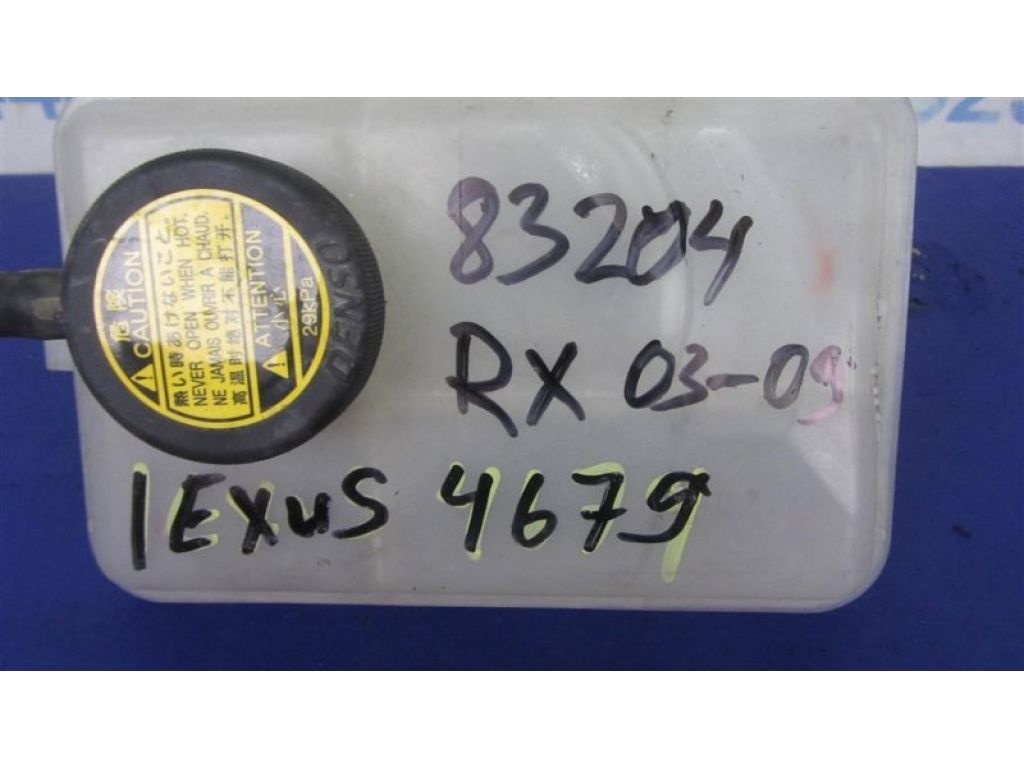 83204
RX 03-09
lEXUS 4679
DENSO
危険
CAUTION
熱い時あけないこと。
NEVER OPEN WHEN HOT.
NE JAMAIS OUVRIR A CHAUD.
高温时绝对不能打开.
ATTENTION
小心
29kPa